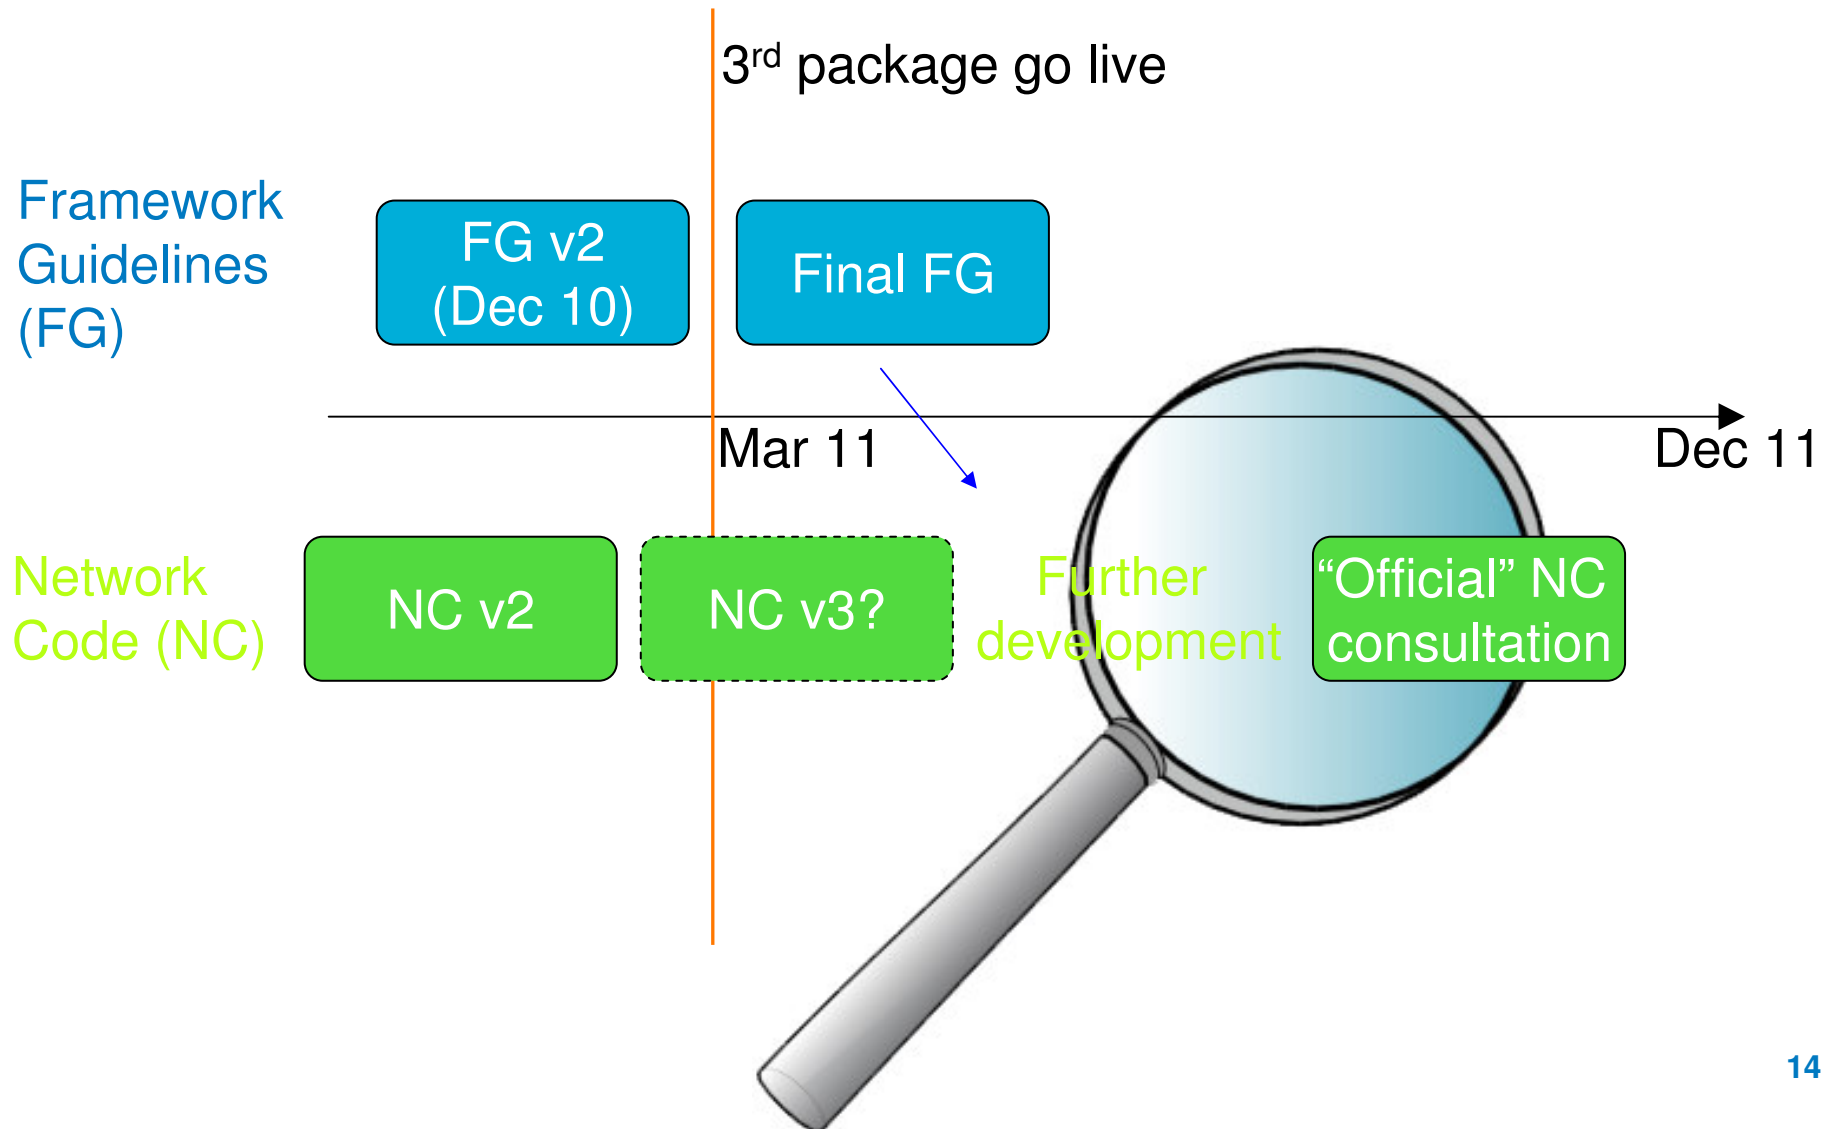 3rd package go live
Framework
Guidelines
(FG)
FG v2
(Dec 10)
Final FG
Mar 11
Dec 11
Network
Code (NC)
NC v2
NC v3?
Further
development
“Official” NC
consultation
14